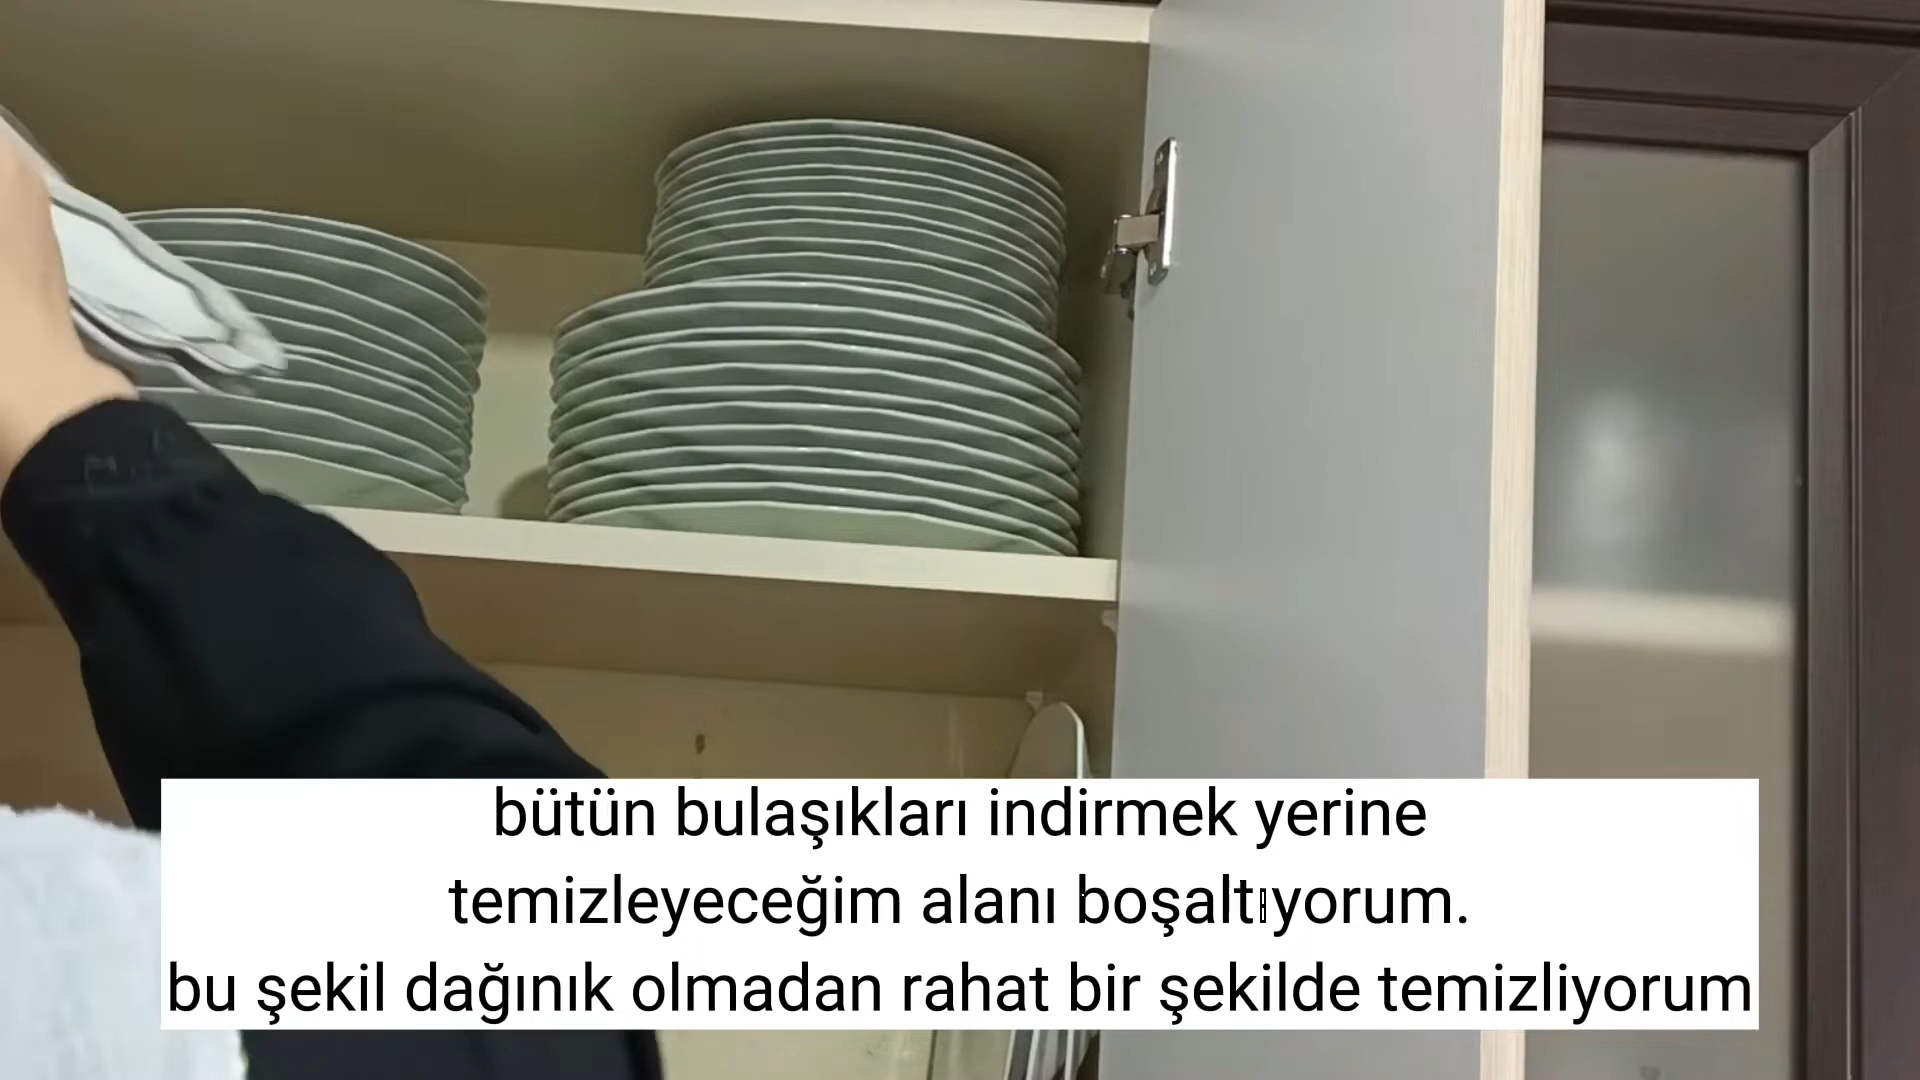 bütün bulaşıkları indirmek yerine
temizleyeceğim alanı boşaltıyorum.
bu şekil dağınık olmadan rahat bir şekilde temizliyorum